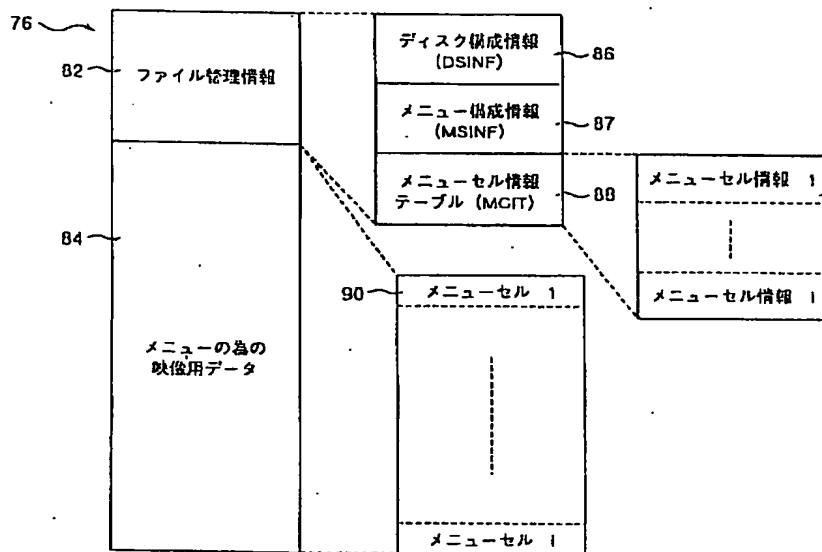 76
82
ファイル管理情報
84
メニューの為の
映像用データ
ディスク構成情報
(DSINF)
86
メニュー構成情報
(MSINF)
87
メニューセル情報
テーブル (MCIT)
88
メニューセル情報 1
メニューセル情報 i
90
メニューセル 1
メニューセル i